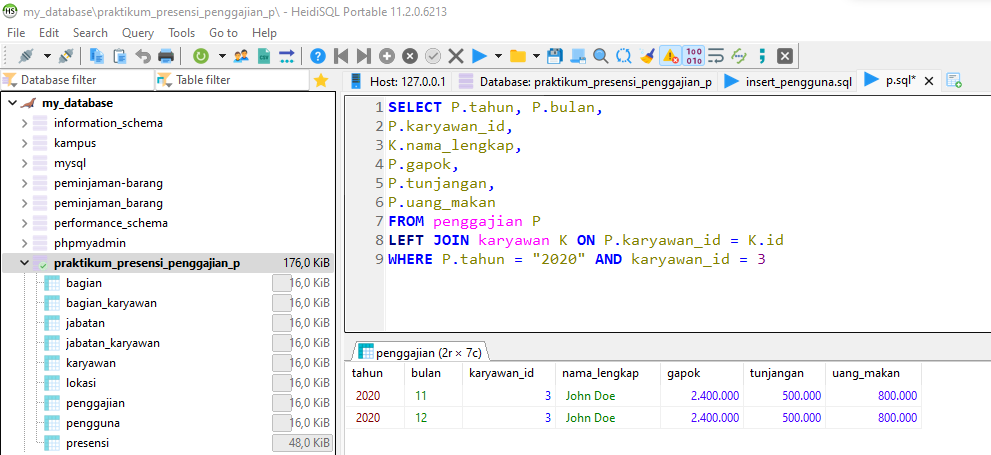 my_database\praktikum_presensi_penggajian_p\ - HeidiSQL Portable 11.2.0.6213
File Edit Search Query Tools Go to Help
Database filter Table filter Host: 127.0.0.1 Database: praktikum_presensi_penggajian_p insert_pengguna.sql p.sql*
my_database
information_schema
kampus
mysql
peminjaman-barang
peminjaman_barang
performance_schema
phpmyadmin
praktikum_presensi_penggajian_p 176,0 KiB
bagian 16,0 KiB
bagian_karyawan 16,0 KiB
jabatan 16,0 KiB
jabatan_karyawan 16,0 KiB
karyawan 16,0 KiB
lokasi 16,0 KiB
penggajian 16,0 KiB
pengguna 16,0 KiB
presensi 48,0 KiB
1 SELECT P.tahun, P.bulan,
2 P.karyawan_id,
3 K.nama_lengkap,
4 P.gapok,
5 P.tunjangan,
6 P.uang_makan
7 FROM penggajian P
8 LEFT JOIN karyawan K ON P.karyawan_id = K.id
9 WHERE P.tahun = "2020" AND karyawan_id = 3
penggajian (2r × 7c)
tahun bulan karyawan_id nama_lengkap gapok tunjangan uang_makan
2020 11 3 John Doe 2.400.000 500.000 800.000
2020 12 3 John Doe 2.400.000 500.000 800.000